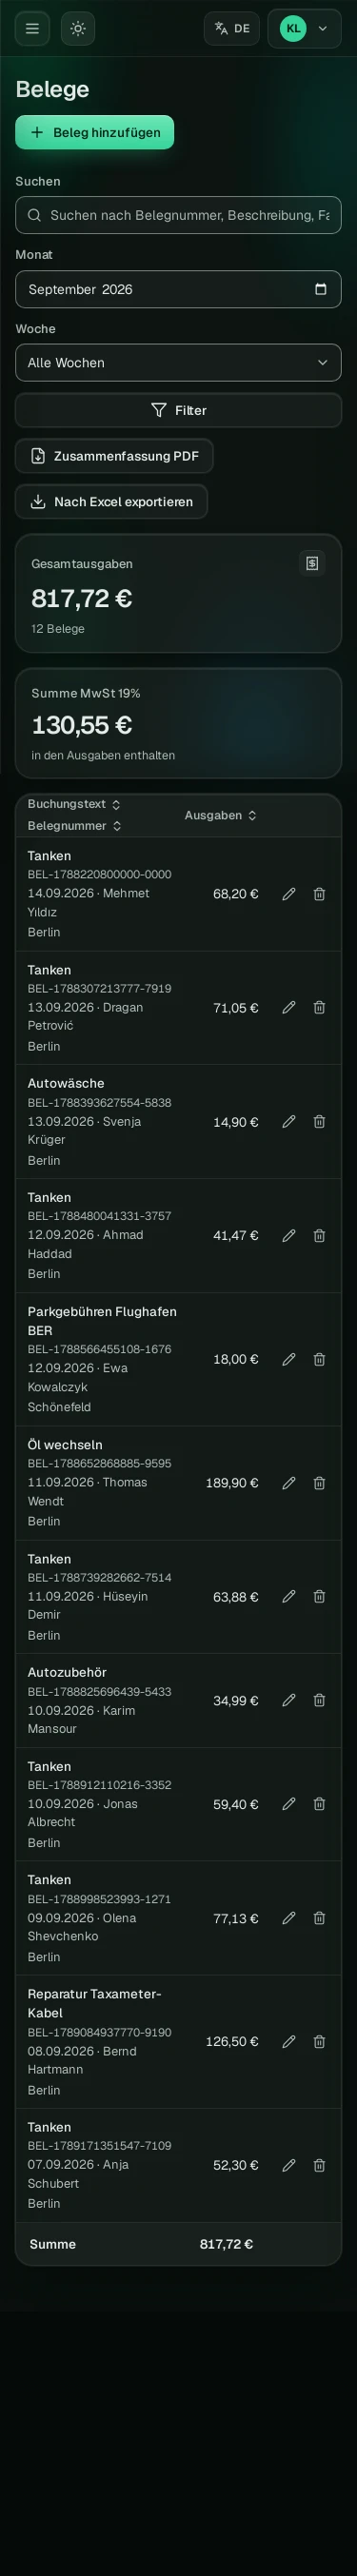 DE
KL
Belege
Beleg hinzufügen
Suchen
Suchen nach Belegnummer, Beschreibung, Fa
Monat
September 2026
Woche
Alle Wochen
Filter
Zusammenfassung PDF
Nach Excel exportieren
Gesamtausgaben
817,72 €
12 Belege
Summe MwSt 19%
130,55 €
in den Ausgaben enthalten
Buchungstext
Belegnummer
Ausgaben
Tanken
BEL-1788220800000-0000
14.09.2026 · Mehmet
Yıldız
Berlin
68,20 €
Tanken
BEL-1788307213777-7919
13.09.2026 · Dragan
Petrović
Berlin
71,05 €
Autowäsche
BEL-1788393627554-5838
13.09.2026 · Svenja
Krüger
Berlin
14,90 €
Tanken
BEL-1788480041331-3757
12.09.2026 · Ahmad
Haddad
Berlin
41,47 €
Parkgebühren Flughafen
BER
BEL-1788566455108-1676
12.09.2026 · Ewa
Kowalczyk
Schönefeld
18,00 €
Öl wechseln
BEL-1788652868885-9595
11.09.2026 · Thomas
Wendt
Berlin
189,90 €
Tanken
BEL-1788739282662-7514
11.09.2026 · Hüseyin
Demir
Berlin
63,88 €
Autozubehör
BEL-1788825696439-5433
10.09.2026 · Karim
Mansour
34,99 €
Tanken
BEL-1788912110216-3352
10.09.2026 · Jonas
Albrecht
Berlin
59,40 €
Tanken
BEL-1788998523993-1271
09.09.2026 · Olena
Shevchenko
Berlin
77,13 €
Reparatur Taxameter-
Kabel
BEL-1789084937770-9190
08.09.2026 · Bernd
Hartmann
Berlin
126,50 €
Tanken
BEL-1789171351547-7109
07.09.2026 · Anja
Schubert
Berlin
52,30 €
Summe
817,72 €